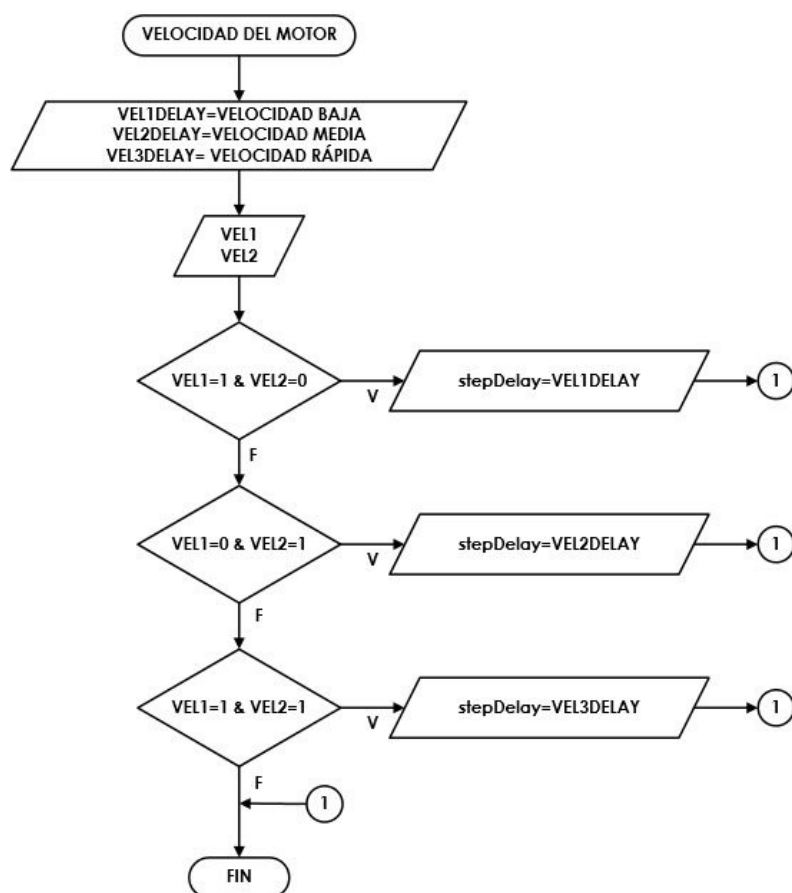 VELOCIDAD DEL MOTOR
VEL1DELAY=VELOCIDAD BAJA
VEL2DELAY=VELOCIDAD MEDIA
VEL3DELAY= VELOCIDAD RÁPIDA
VEL1
VEL2
VEL1=1 & VEL2=0
V
stepDelay=VEL1DELAY
1
F
VEL1=0 & VEL2=1
V
stepDelay=VEL2DELAY
1
F
VEL1=1 & VEL2=1
V
stepDelay=VEL3DELAY
1
F
1
FIN